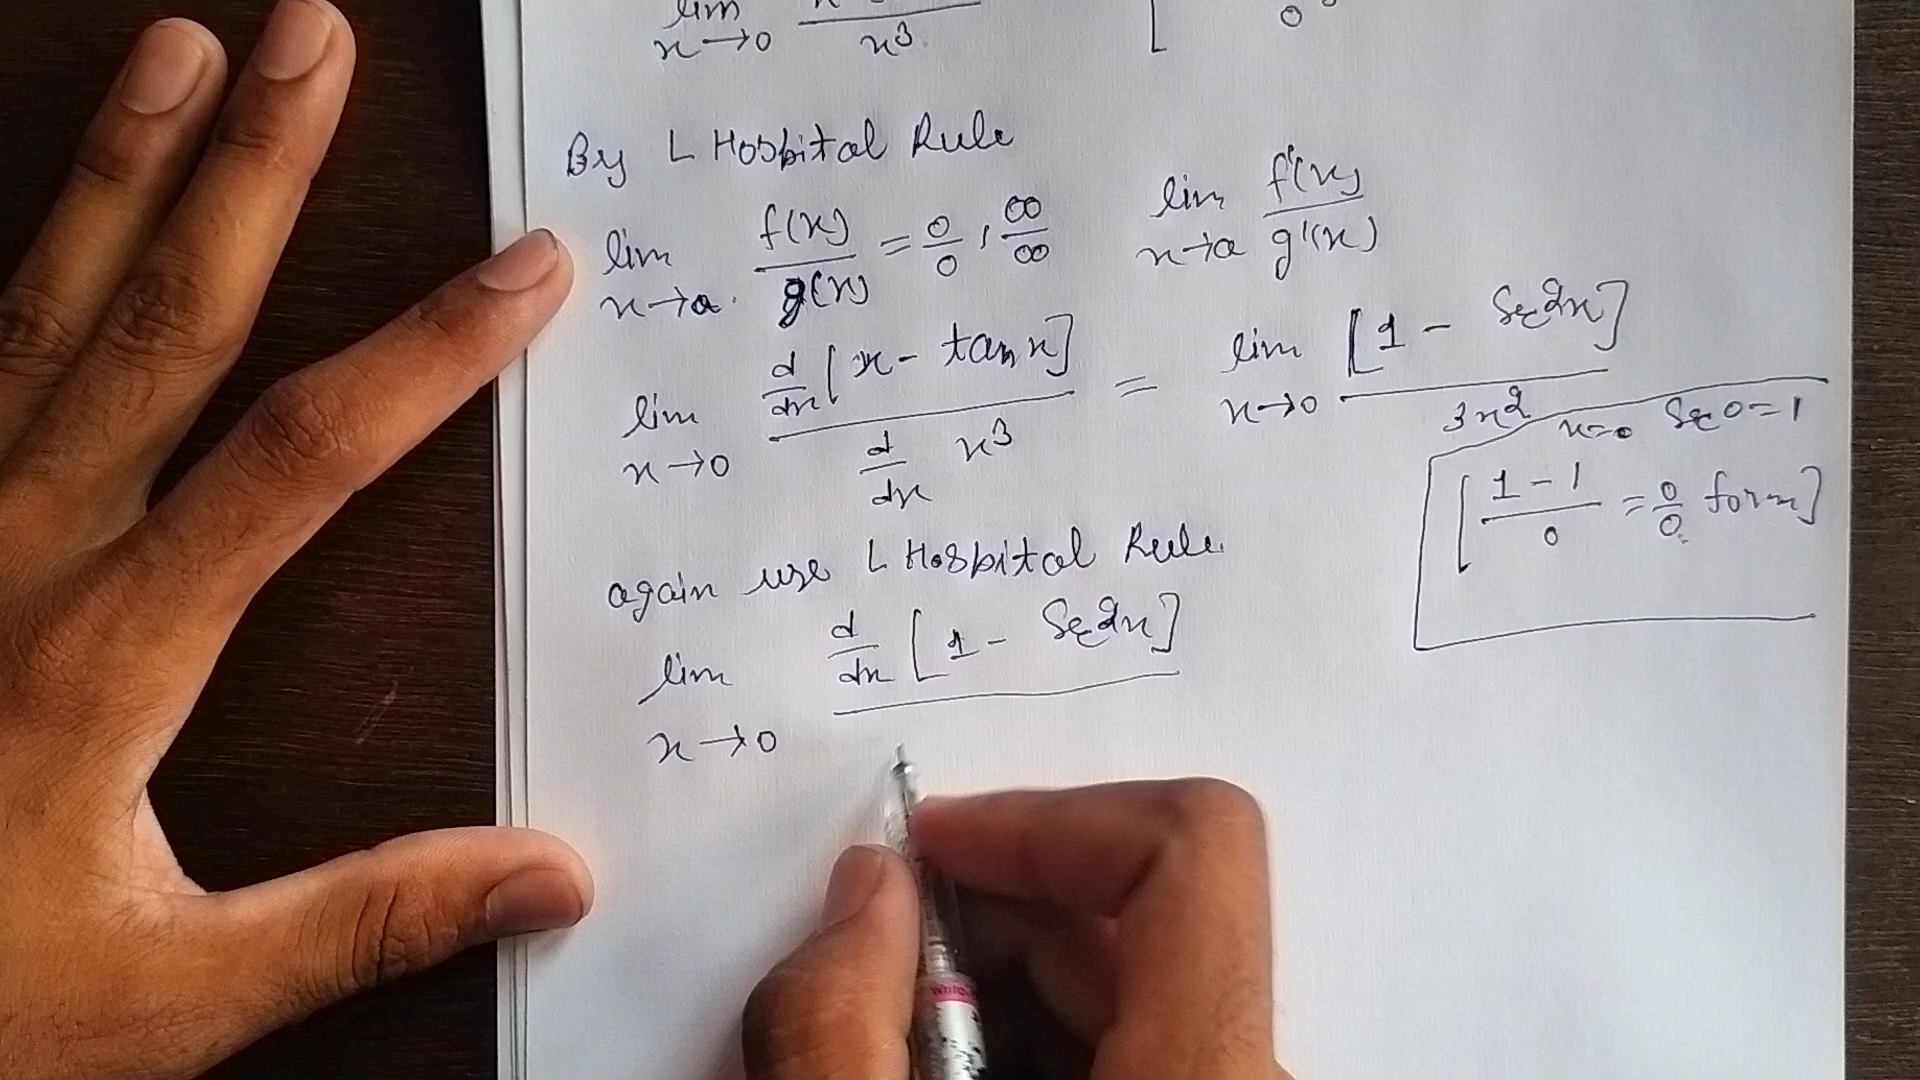 lim
x→0 x³ [ 0
By L Hospital Rule
lim x→a f(x)/g(x) = 0/0 , ∞/∞ lim x→a f'(x)/g'(x)
lim x→0 d/dx [x - tan x] / d/dx x³ = lim x→0 [1 - Sec²x] / 3x²
x=0 Sec 0 = 1
[ 1-1/0 = 0/0 form ]
again use L Hospital Rule
lim x→0 d/dx [1 - Sec²x]